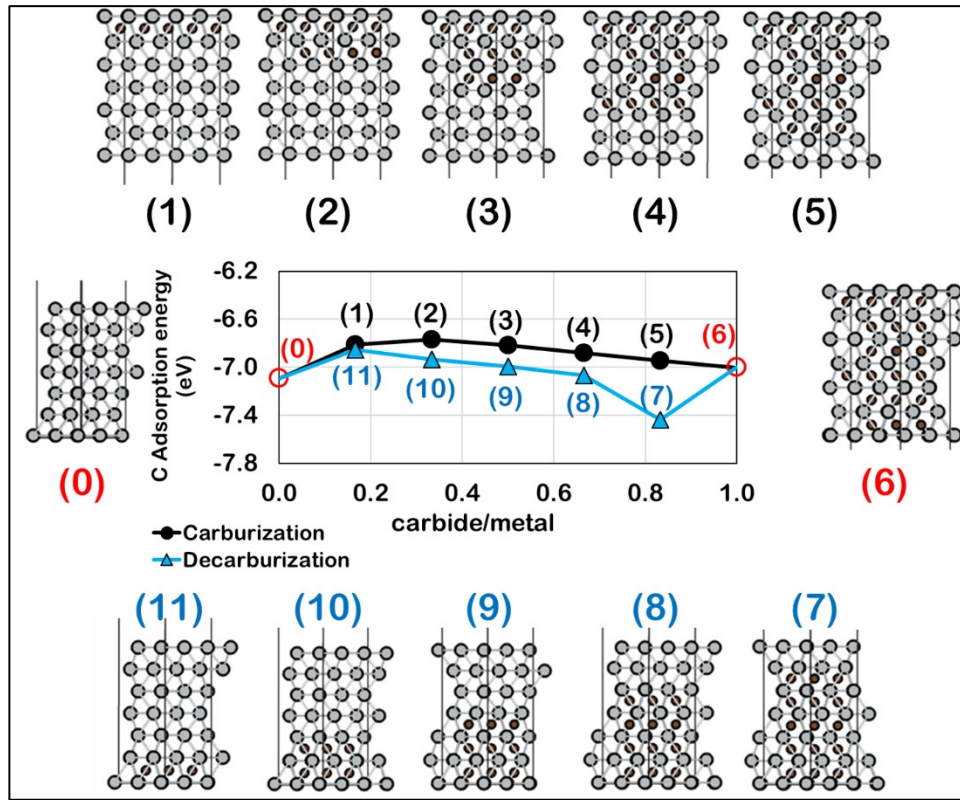 (1) (2) (3) (4) (5)
C Adsorption energy
(eV)
-6.2
-6.6
-7.0
-7.4
-7.8
(0) (1) (2) (3) (4) (5) (6)
(11) (10) (9) (8) (7)
0.0 0.2 0.4 0.6 0.8 1.0
carbide/metal
(0)
(6)
Carburization
Decarburization
(11) (10) (9) (8) (7)